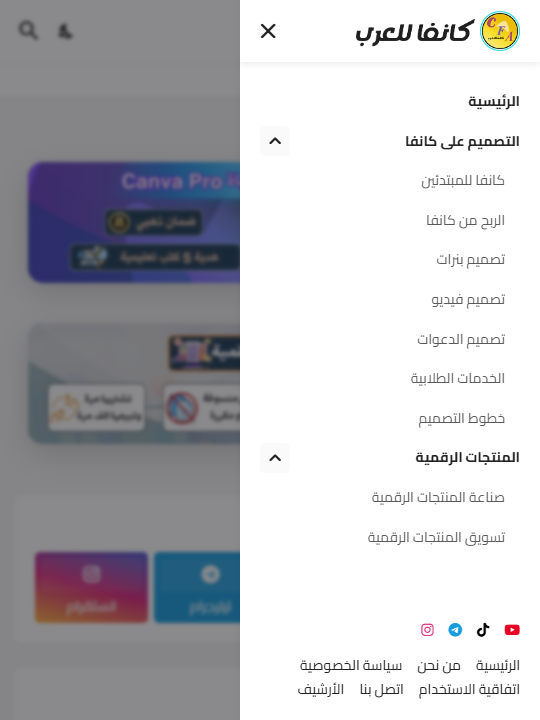 كانفا للعرب
الرئيسية
التصميم على كانفا
كانفا للمبتدئين
الربح من كانفا
تصميم بنرات
تصميم فيديو
تصميم الدعوات
الخدمات الطلابية
خطوط التصميم
المنتجات الرقمية
صناعة المنتجات الرقمية
تسويق المنتجات الرقمية
الرئيسية من نحن سياسة الخصوصية
اتفاقية الاستخدام اتصل بنا الأرشيف
Canva Pro
ضمان ذهبي
هدية 5 كتب تعليمية
تيليجرام
انستقرام